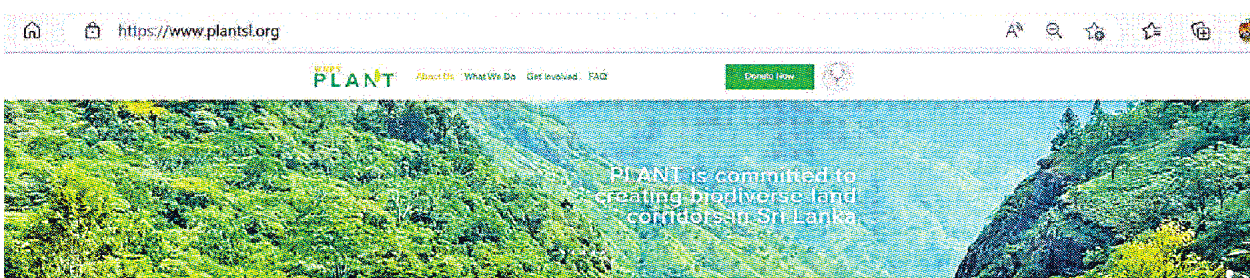 https://www.plantsl.org
PLANT
About Us What We Do Get Involved FAQ
Donate Now
PLANT is committed to
creating biodiverse land
corridors in Sri Lanka